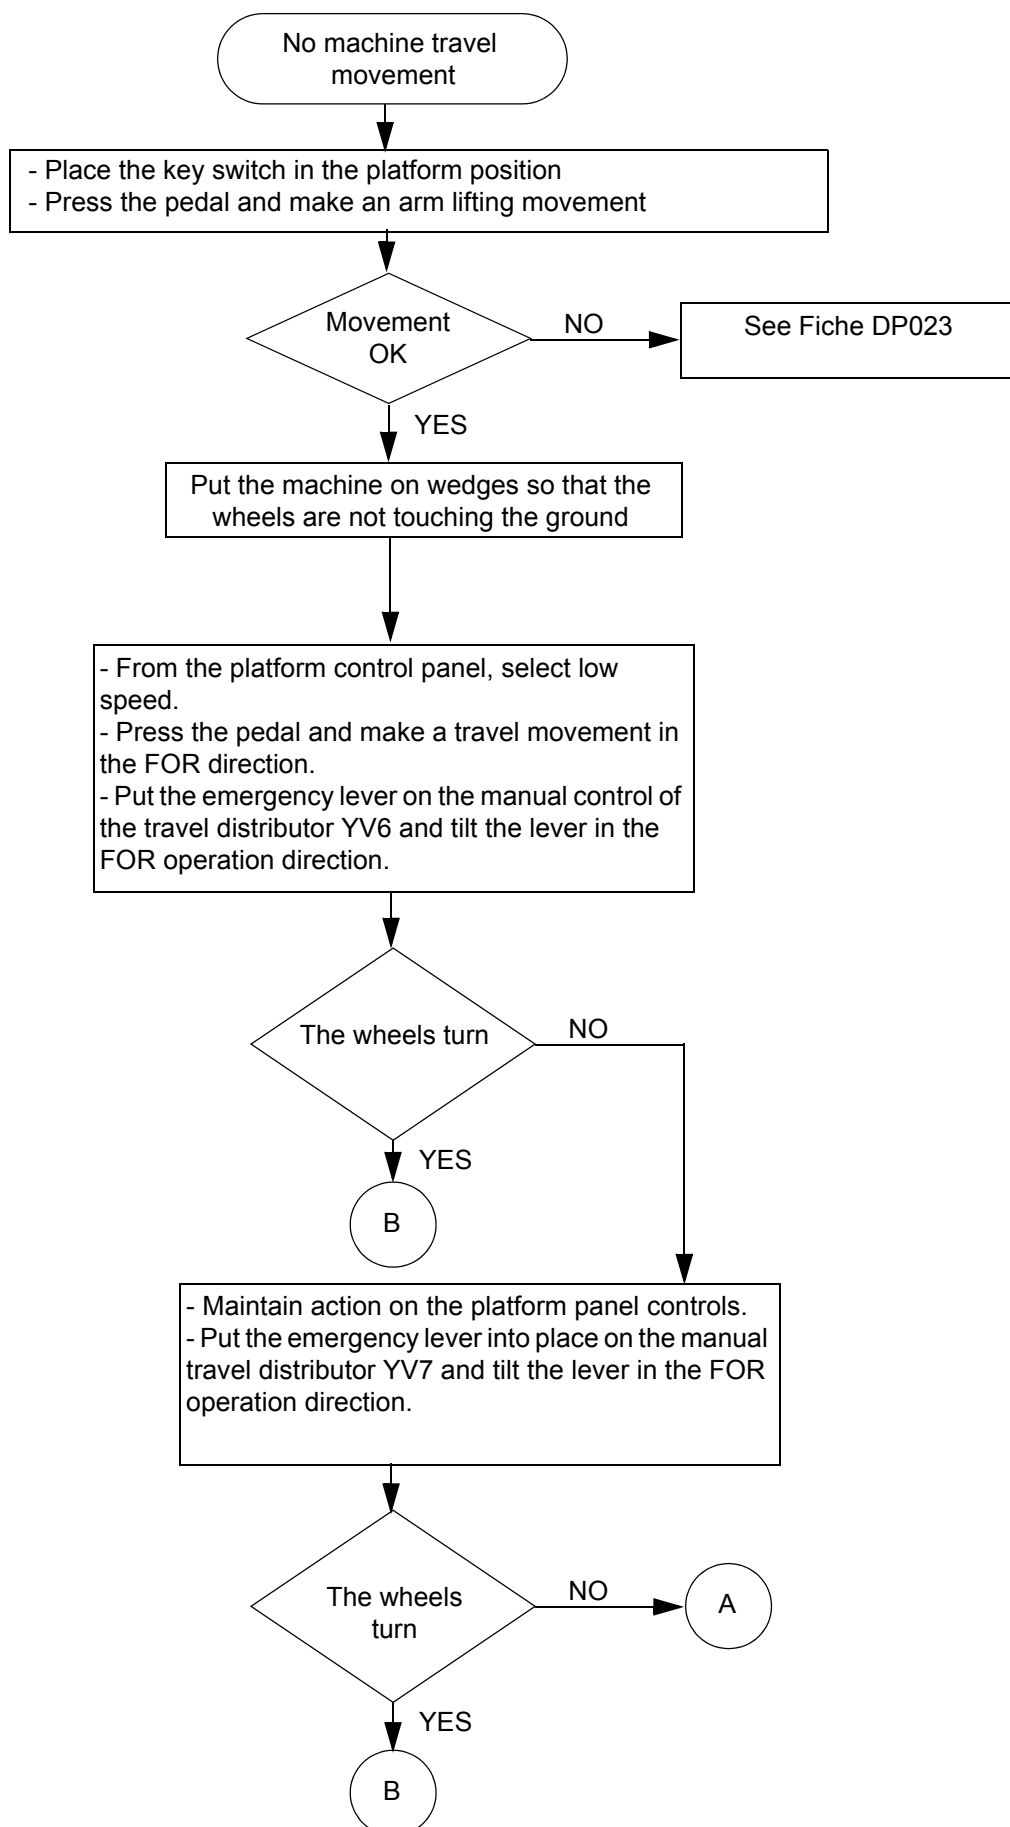 No machine travel
movement
- Place the key switch in the platform position
- Press the pedal and make an arm lifting movement
Movement
OK
NO
See Fiche DP023
YES
Put the machine on wedges so that the
wheels are not touching the ground
- From the platform control panel, select low
speed.
- Press the pedal and make a travel movement in
the FOR direction.
- Put the emergency lever on the manual control of
the travel distributor YV6 and tilt the lever in the
FOR operation direction.
The wheels turn
NO
YES
B
- Maintain action on the platform panel controls.
- Put the emergency lever into place on the manual
travel distributor YV7 and tilt the lever in the FOR
operation direction.
The wheels
turn
NO
A
YES
B